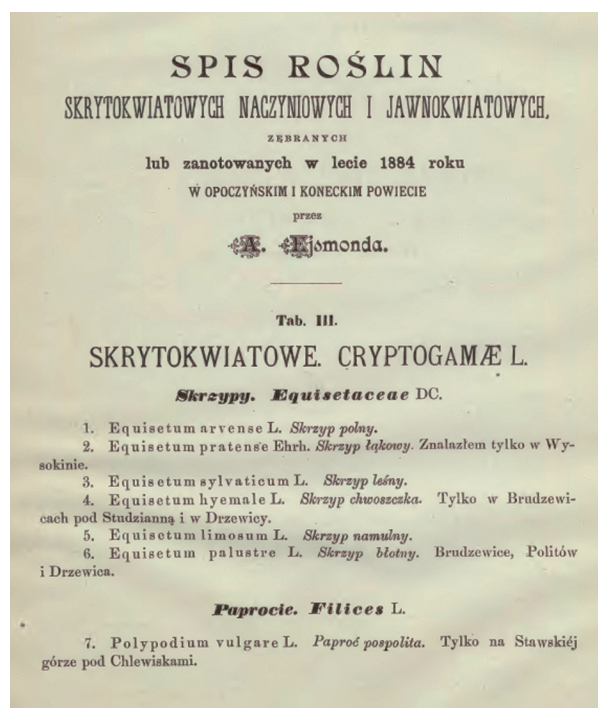 SPIS ROŚLIN
SKRYTOKWIATOWYCH NACZYNIOWYCH I JAWNOKWIATOWYCH,
ZĘBRANYCH
lub zanotowanych w lecie 1884 roku
W OPOCZYŃSKIM I KONECKIM POWIECIE
przez
A. Ejsmonda.
Tab. III.
SKRYTOKWIATOWE. CRYPTOGAMÆ L.
Skrzypy. Equisetaceae DC.
1. Equisetum arvense L. Skrzyp polny.
2. Equisetum pratense Ehrh. Skrzyp łąkowy. Znalazłem tylko w Wy-
sokinie.
3. Equisetum sylvaticum L. Skrzyp leśny.
4. Equisetum hyemale L. Skrzyp chwoszczka. Tylko w Brudzewi-
cach pod Studzianną i w Drzewicy.
5. Equisetum limosum L. Skrzyp namulny.
6. Equisetum palustre L. Skrzyp błotny. Brudzewice, Politów
i Drzewica.
Paprocie. Filices L.
7. Polypodium vulgare L. Paproć pospolita. Tylko na Stawskiéj
górze pod Chlewiskami.